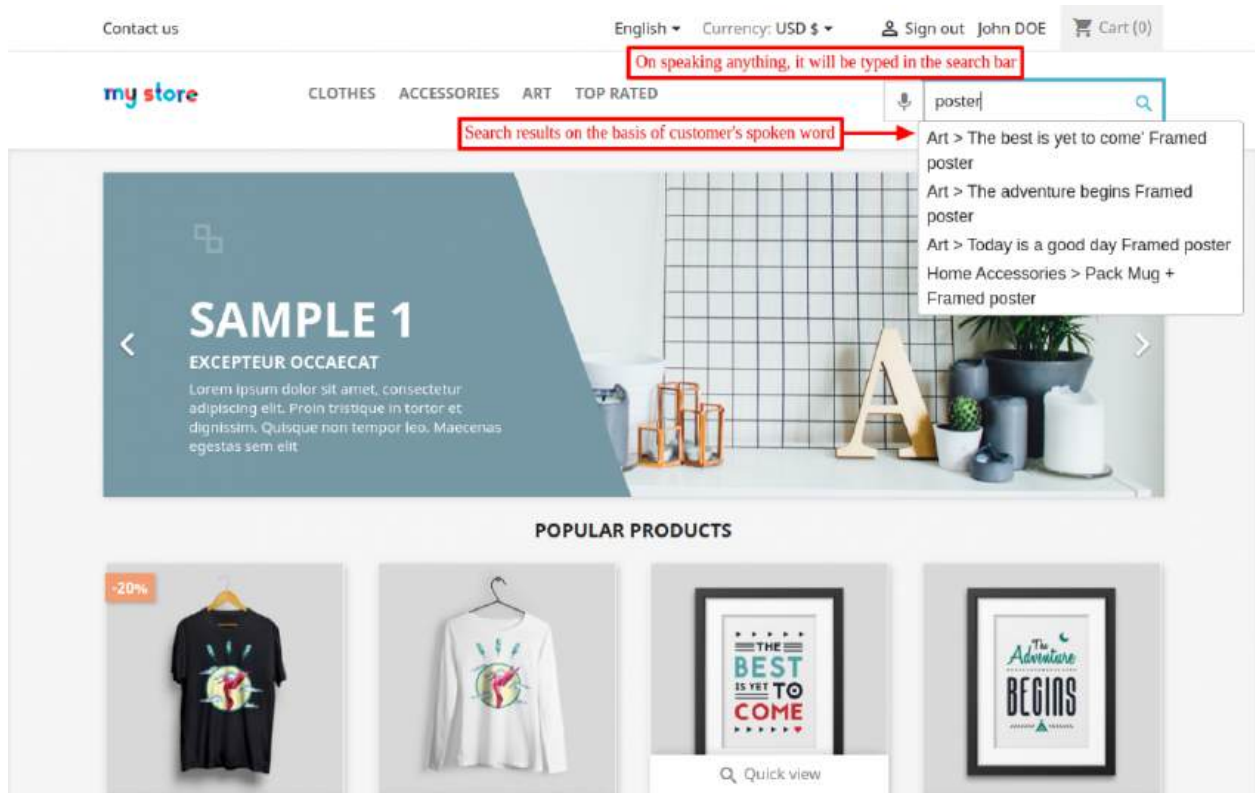 Contact us
English
Currency: USD $
Sign out
John DOE
Cart (0)
On speaking anything, it will be typed in the search bar
my store
CLOTHES
ACCESSORIES
ART
TOP RATED
poster
Search results on the basis of customer's spoken word
Art > The best is yet to come' Framed
poster
Art > The adventure begins Framed
poster
Art > Today is a good day Framed poster
Home Accessories > Pack Mug +
Framed poster
SAMPLE 1
EXCEPTEUR OCCAECAT
Lorem ipsum dolor sit amet, consectetur
adipiscing elit. Proin tristique in tortor et
dignissim. Quisque non tempor leo. Maecenas
egestas sem elit
A
POPULAR PRODUCTS
-20%
THE
BEST
IS YET TO
COME
The
Adventure
BEGINS
Quick view